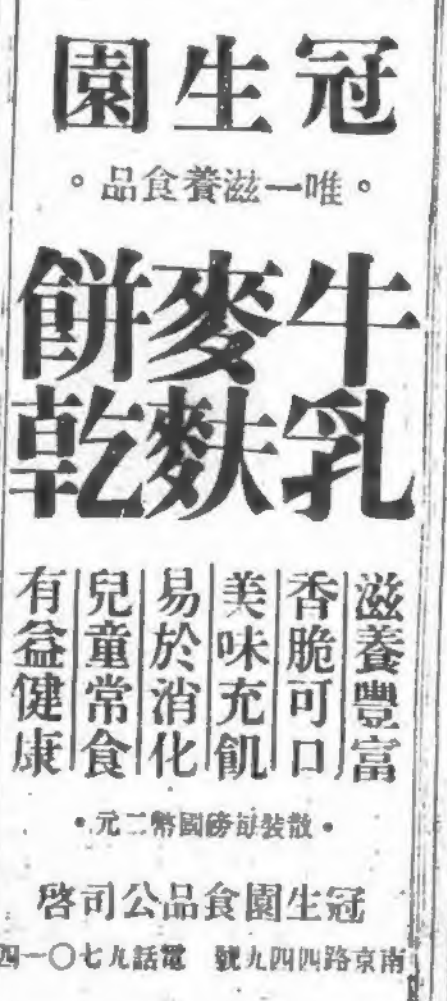 冠生園
。唯一滋養食品。
牛乳
麥麩
餅乾
滋養豐富
香脆可口
美味充飢
易於消化
兒童常食
有益健康
•散裝每磅國幣二元•
冠生園食品公司啓
南京路四四九號 電話九七〇一四